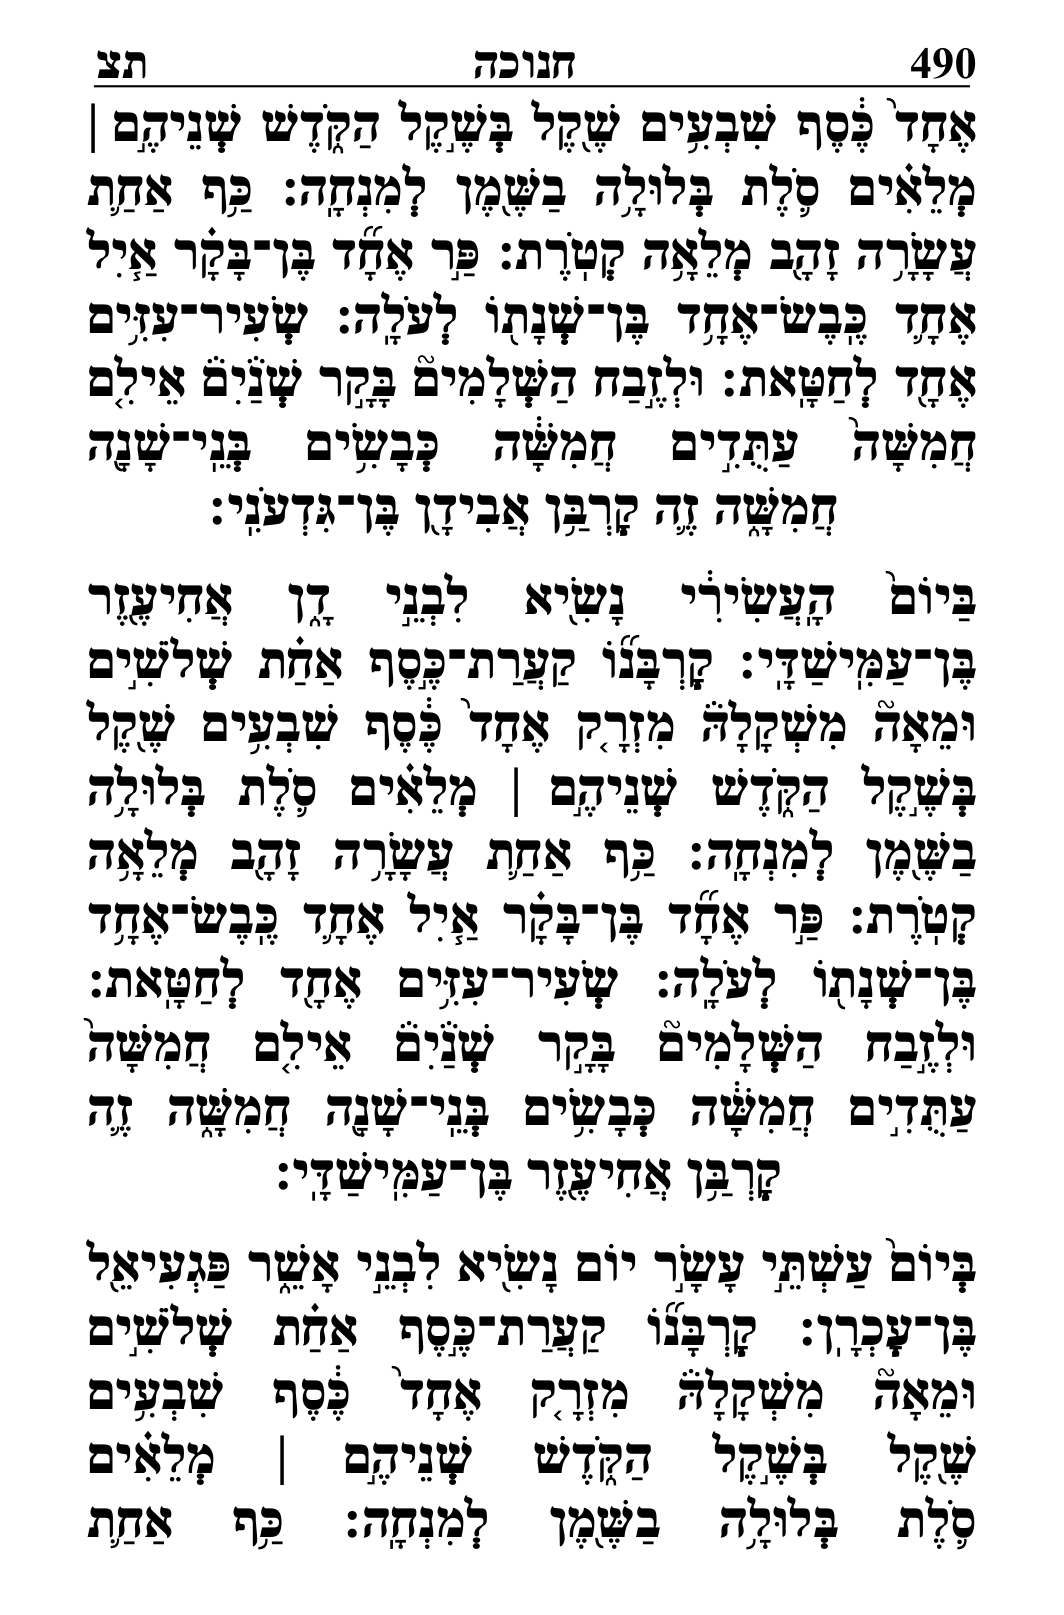 490 חנוכה תצ
אֶחָד֙ כֶּ֔סֶף שִׁבְעִ֥ים שֶׁ֖קֶל בְּשֶׁ֣קֶל הַקֹּ֑דֶשׁ שְׁנֵיהֶ֣ם |
מְלֵאִ֗ים סֹ֛לֶת בְּלוּלָ֥ה בַשֶּׁ֖מֶן לְמִנְחָֽה׃ כַּ֥ף אַחַ֛ת
עֲשָׂרָ֥ה זָהָ֖ב מְלֵאָ֥ה קְטֹֽרֶת׃ פַּ֣ר אֶחָ֞ד בֶּן־בָּקָ֗ר אַ֧יִל
אֶחָ֛ד כֶּֽבֶשׂ־אֶחָ֥ד בֶּן־שְׁנָת֖וֹ לְעֹלָֽה׃ שְׂעִיר־עִזִּ֥ים
אֶחָ֖ד לְחַטָּֽאת׃ וּלְזֶ֣בַח הַשְּׁלָמִים֮ בָּקָ֣ר שְׁנַ֒יִם֒ אֵילִ֤ם
חֲמִשָּׁה֙ עַתֻּדִ֣ים חֲמִשָּׁ֔ה כְּבָשִׂ֥ים בְּנֵֽי־שָׁנָ֖ה
חֲמִשָּׁ֑ה זֶ֛ה קׇרְבַּ֥ן אֲבִידָ֖ן בֶּן־גִּדְעֹנִֽי׃
בַּיּוֹם֙ הָֽעֲשִׂירִ֔י נָשִׂ֖יא לִבְנֵ֣י דָ֑ן אֲחִיעֶ֖זֶר
בֶּן־עַמִּֽישַׁדָּֽי׃ קׇרְבָּנ֞וֹ קַעֲרַת־כֶּ֣סֶף אַחַ֗ת שְׁלֹשִׁ֣ים
וּמֵאָה֮ מִשְׁקָלָהּ֒ מִזְרָ֤ק אֶחָד֙ כֶּ֔סֶף שִׁבְעִ֥ים שֶׁ֖קֶל
בְּשֶׁ֣קֶל הַקֹּ֑דֶשׁ שְׁנֵיהֶ֣ם | מְלֵאִ֗ים סֹ֛לֶת בְּלוּלָ֥ה
בַשֶּׁ֖מֶן לְמִנְחָֽה׃ כַּ֥ף אַחַ֛ת עֲשָׂרָ֥ה זָהָ֖ב מְלֵאָ֥ה
קְטֹֽרֶת׃ פַּ֣ר אֶחָ֞ד בֶּן־בָּקָ֗ר אַ֧יִל אֶחָ֛ד כֶּֽבֶשׂ־אֶחָ֥ד
בֶּן־שְׁנָת֖וֹ לְעֹלָֽה׃ שְׂעִיר־עִזִּ֥ים אֶחָ֖ד לְחַטָּֽאת׃
וּלְזֶ֣בַח הַשְּׁלָמִים֮ בָּקָ֣ר שְׁנַ֒יִם֒ אֵילִ֤ם חֲמִשָּׁה֙
עַתֻּדִ֣ים חֲמִשָּׁ֔ה כְּבָשִׂ֥ים בְּנֵֽי־שָׁנָ֖ה חֲמִשָּׁ֑ה זֶ֛ה
קׇרְבַּ֥ן אֲחִיעֶ֖זֶר בֶּן־עַמִּֽישַׁדָּֽי׃
בְּיוֹם֙ עַשְׁתֵּ֣י עָשָׂ֣ר י֔וֹם נָשִׂ֖יא לִבְנֵ֣י אָשֵׁ֑ר פַּגְעִיאֵ֖ל
בֶּן־עׇכְרָֽן׃ קׇרְבָּנ֞וֹ קַעֲרַת־כֶּ֣סֶף אַחַ֗ת שְׁלֹשִׁ֣ים
וּמֵאָה֮ מִשְׁקָלָהּ֒ מִזְרָ֤ק אֶחָד֙ כֶּ֔סֶף שִׁבְעִ֥ים
שֶׁ֖קֶל בְּשֶׁ֣קֶל הַקֹּ֑דֶשׁ שְׁנֵיהֶ֣ם | מְלֵאִ֗ים
סֹ֛לֶת בְּלוּלָ֥ה בַשֶּׁ֖מֶן לְמִנְחָֽה׃ כַּ֥ף אַחַ֛ת